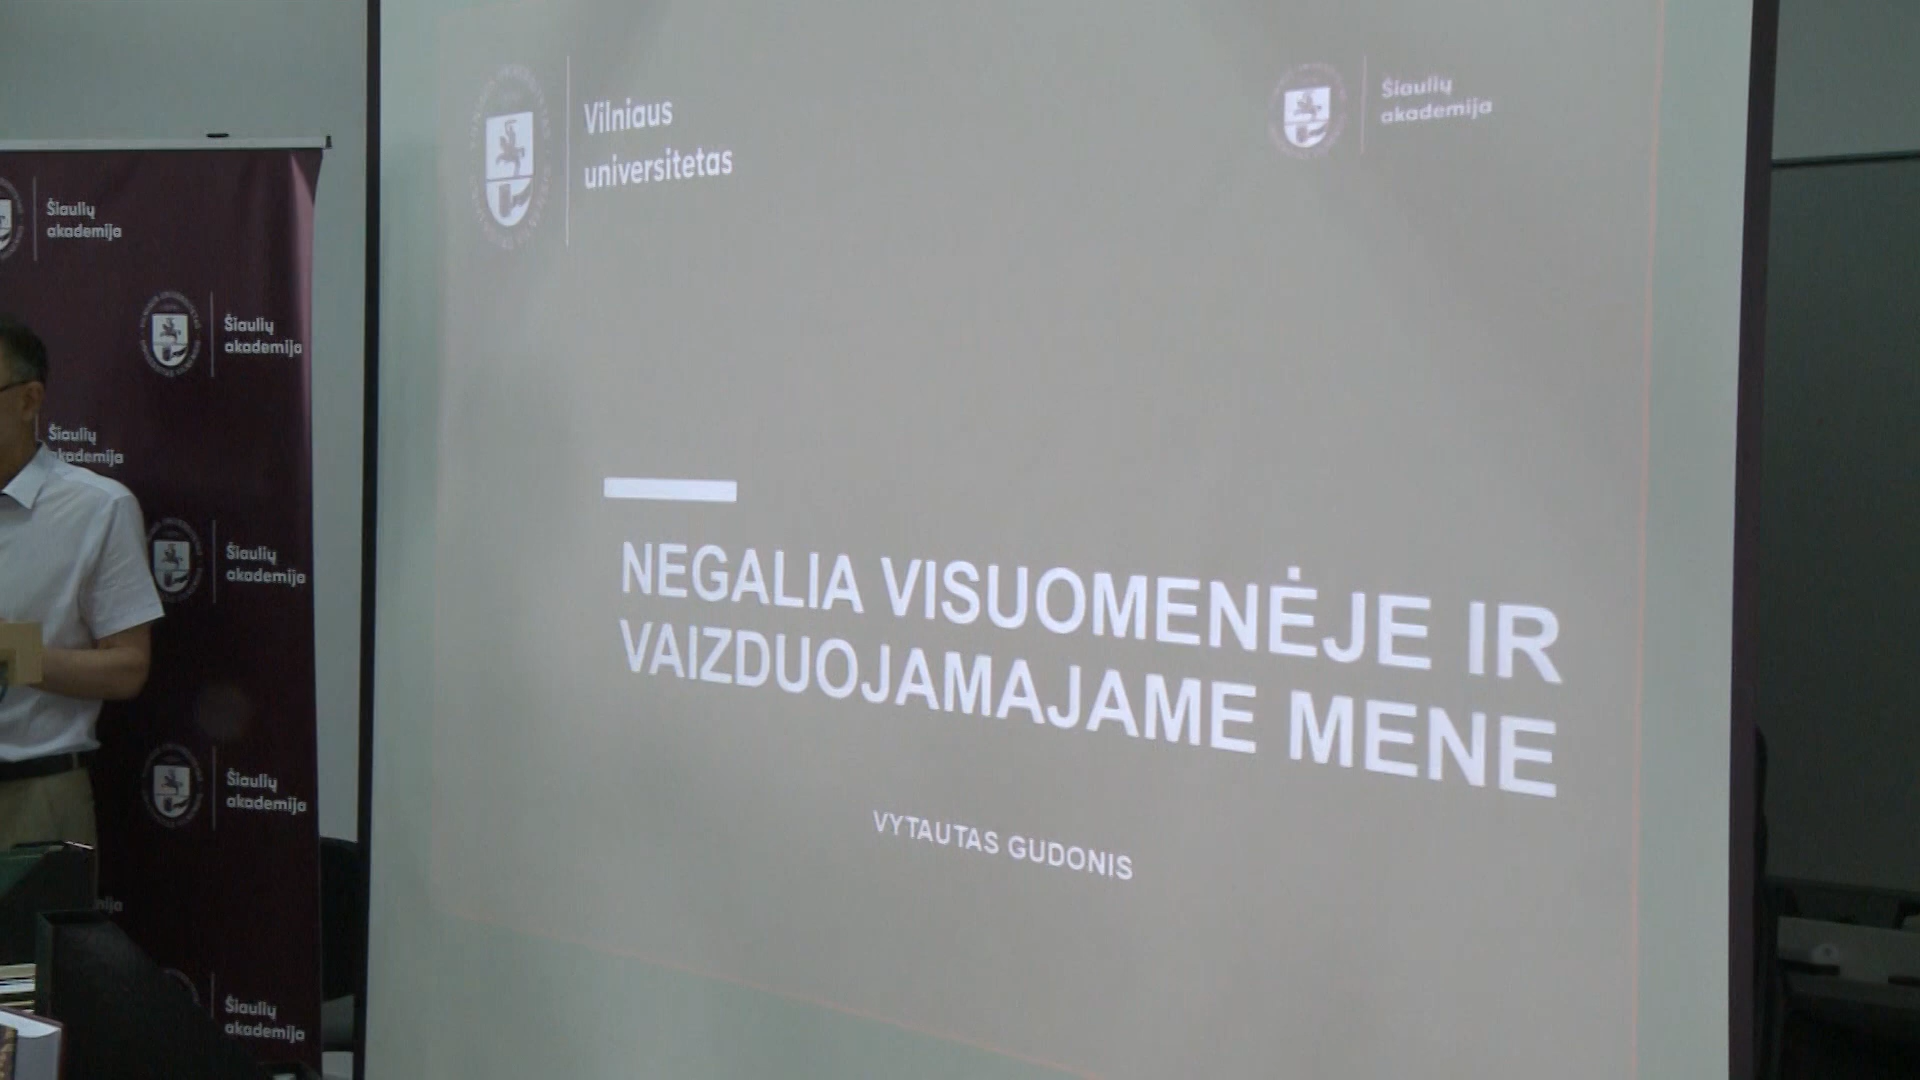 Vilniaus
universitetas
Šiaulių
akademija
NEGALIA VISUOMENĖJE IR
VAIZDUOJAMAJAME MENE
VYTAUTAS GUDONIS
Šiaulių
akademija
Šiaulių
akademija
Šiaulių
akademija
Šiaulių
akademija
Šiaulių
akademija
Šiaulių
akademija